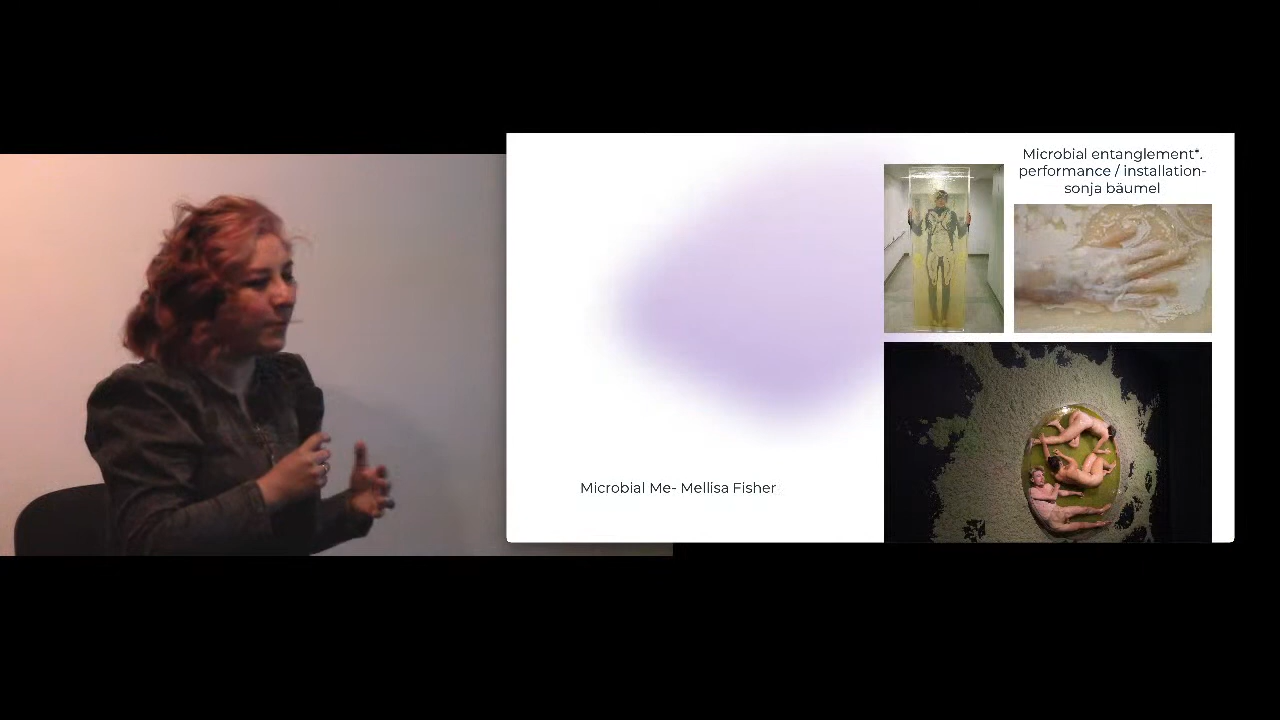 Microbial entanglement*.
performance / installation-
sonja bäumel
Microbial Me- Mellisa Fisher